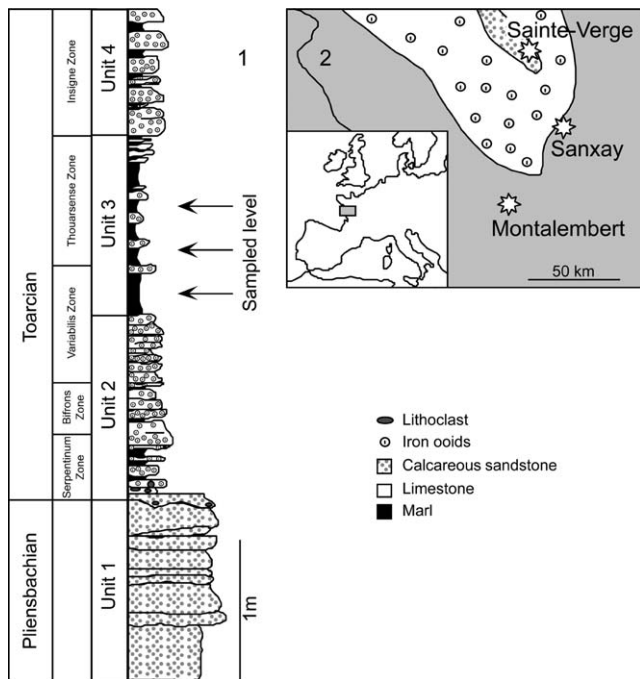 1
Toarcian
Pliensbachian
Insigne Zone
Thouarsense Zone
Variabilis Zone
Bifrons
Zone
Serpentinum
Zone
Unit 4
Unit 3
Unit 2
Unit 1
Sampled level
1m
2
Sainte-Verge
Sanxay
Montalembert
50 km
Lithoclast
Iron ooids
Calcareous sandstone
Limestone
Marl